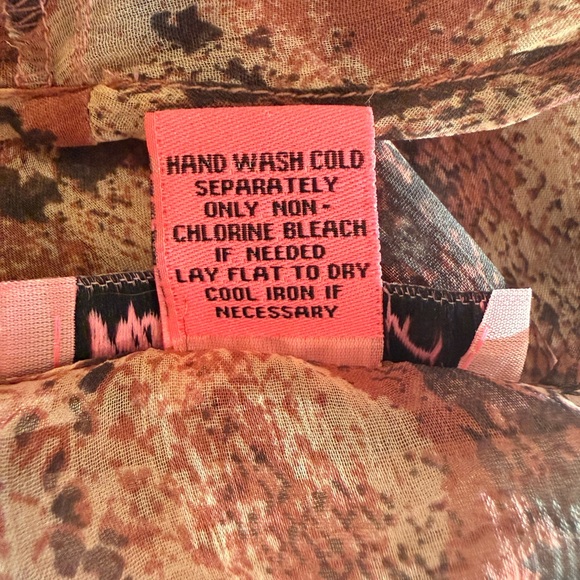 HAND WASH COLD
SEPARATELY
ONLY NON-
CHLORINE BLEACH
IF NEEDED
LAY FLAT TO DRY
COOL IRON IF
NECESSARY